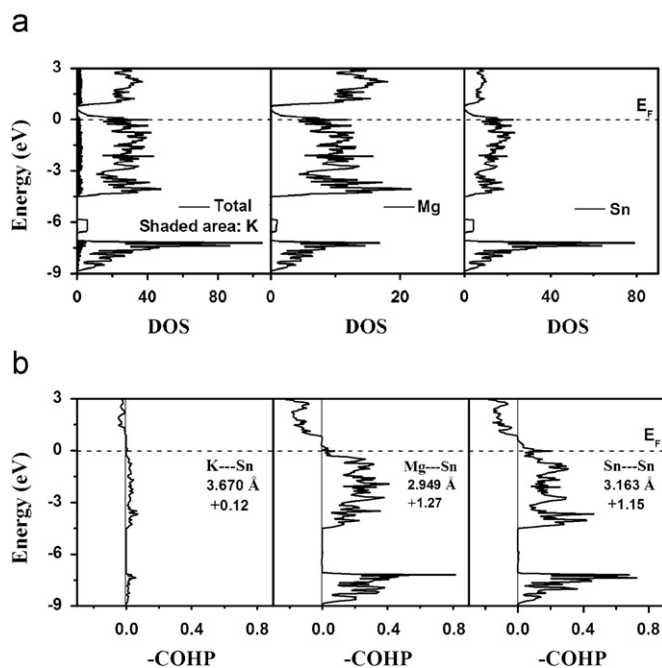 a
3
0
-3
-6
-9
Energy (eV)
Total
Shaded area: K
Mg
Sn
E_F
0 40 80 0 20 0 40 80
DOS DOS DOS
b
3
0
-3
-6
-9
Energy (eV)
E_F
K---Sn
3.670 Å
+0.12
Mg---Sn
2.949 Å
+1.27
Sn---Sn
3.163 Å
+1.15
0.0 0.4 0.8 0.0 0.4 0.8 0.0 0.4 0.8
-COHP -COHP -COHP